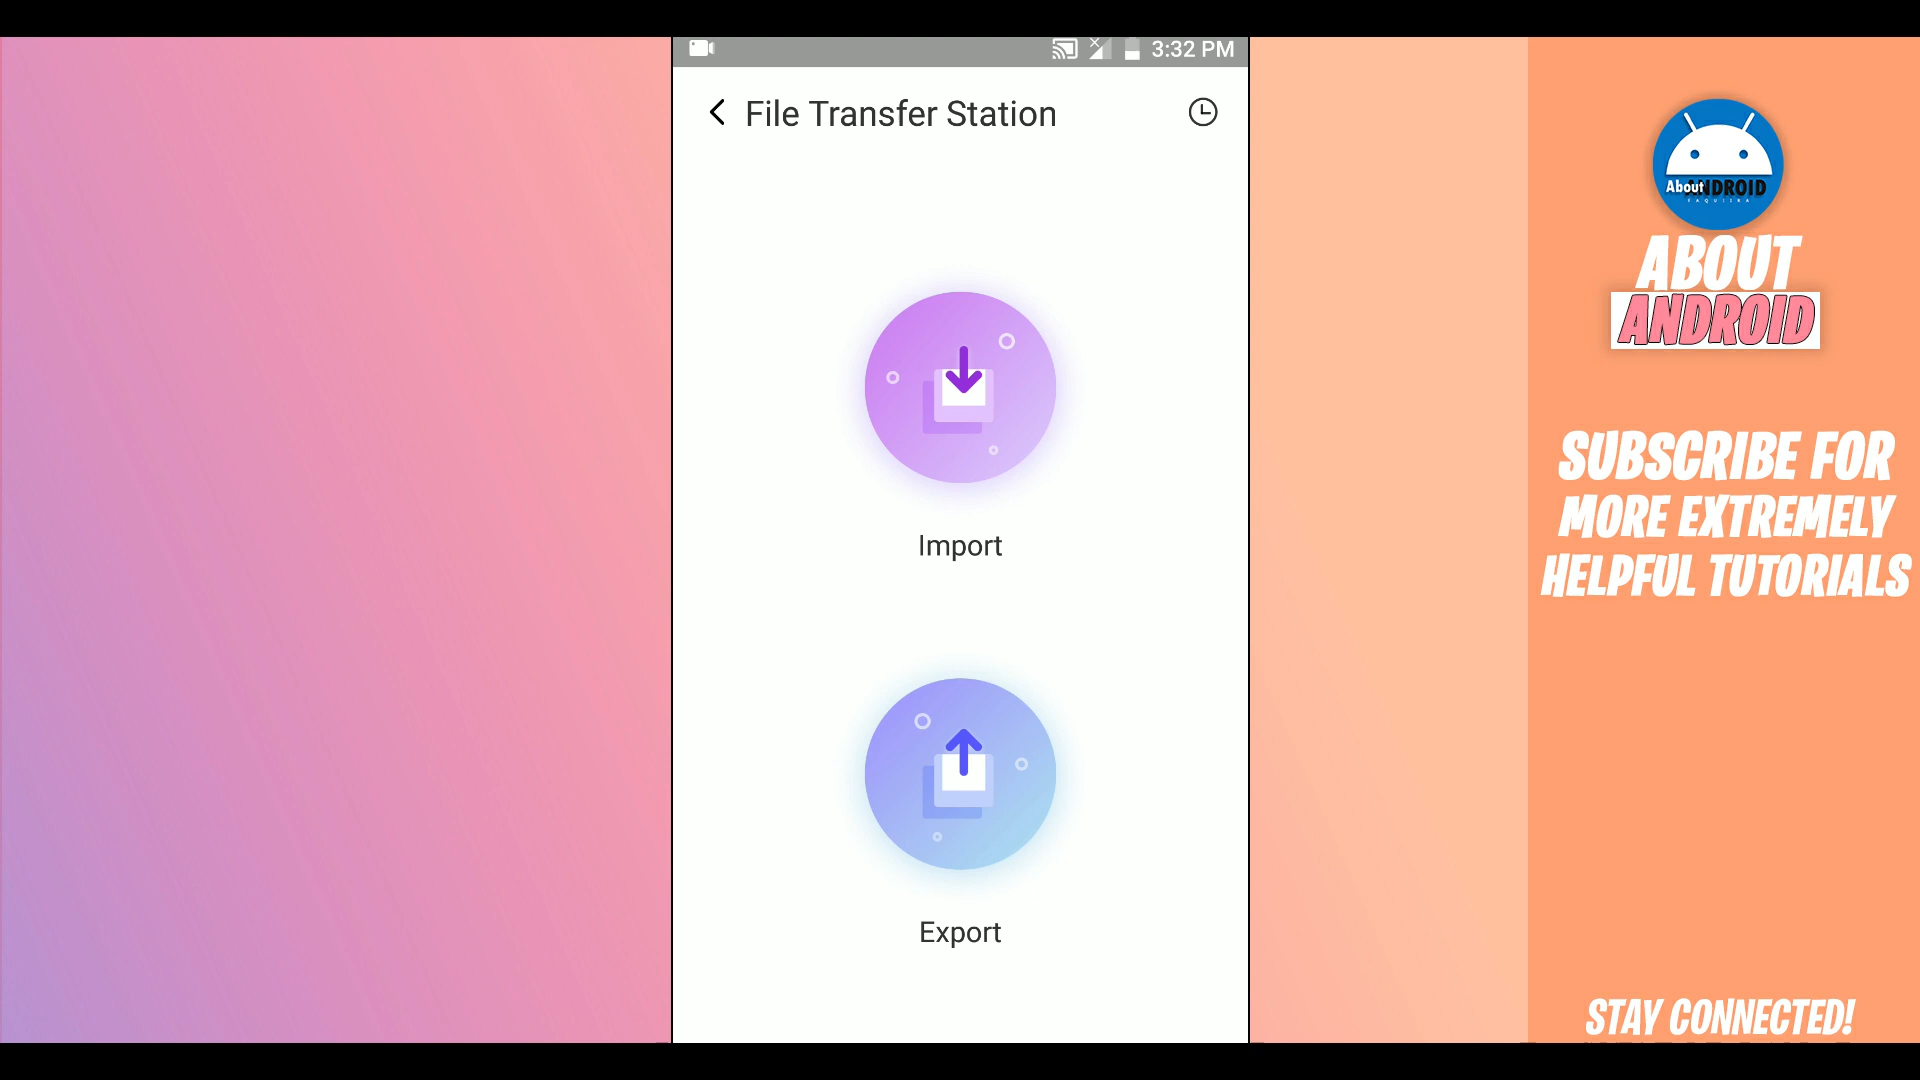 3:32 PM
File Transfer Station
Import
Export
About ANDROID
FAQUIIRA
ABOUT
ANDROID
SUBSCRIBE FOR
MORE EXTREMELY
HELPFUL TUTORIALS
STAY CONNECTED!